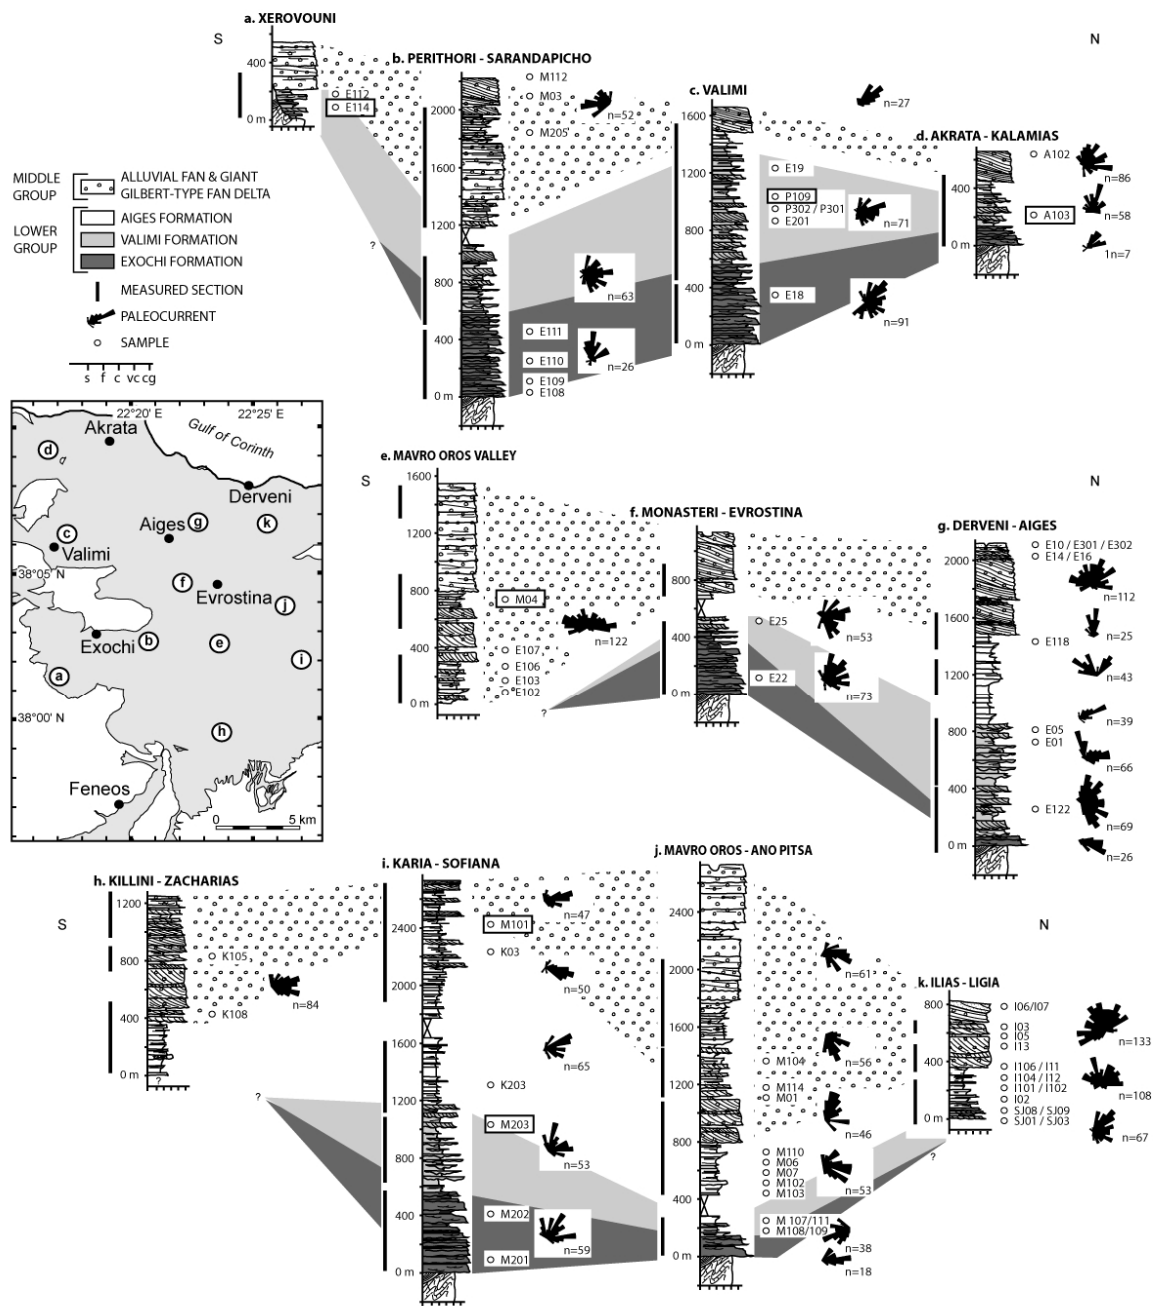 a. XEROVOUNI
S
N
400
0 m
E112
E114
b. PERITHORI - SARANDAPICHO
2000
1600
1200
800
400
0 m
M112
M03
n=52
M205
?
n=63
E111
E110
n=26
E109
E108
c. VALIMI
1600
1200
800
400
0 m
n=27
E19
P109
P302 / P301
E201
n=71
E18
n=91
d. AKRATA - KALAMIAS
400
0 m
A102
n=86
A103
n=58
1n=7
MIDDLE
GROUP
ALLUVIAL FAN & GIANT
GILBERT-TYPE FAN DELTA
LOWER
GROUP
AIGES FORMATION
VALIMI FORMATION
EXOCHI FORMATION
MEASURED SECTION
PALEOCURRENT
SAMPLE
s f c vc cg
22°20' E
22°25' E
Akrata
Gulf of Corinth
d
Derveni
Aiges
g
k
c
Valimi
38°05' N
f
Evrostina
j
Exochi
b
e
i
a
38°00' N
h
Feneos
0
5 km
e. MAVRO OROS VALLEY
S
N
1600
1200
800
400
0 m
M04
n=122
E107
E106
E103
E102
?
f. MONASTERI - EVROSTINA
800
400
0 m
E25
n=53
E22
n=73
g. DERVENI - AIGES
2000
1600
1200
800
400
0 m
E10 / E301 / E302
E14 / E16
n=112
n=25
E118
n=43
n=39
E05
E01
n=66
E122
n=69
n=26
h. KILLINI - ZACHARIAS
S
N
1200
800
400
0 m
?
K105
n=84
K108
?
i. KARIA - SOFIANA
2400
2000
1600
1200
800
400
0 m
n=47
M101
K03
n=50
n=65
K203
M203
n=53
M202
n=59
M201
j. MAVRO OROS - ANO PITSA
2400
2000
1600
1200
800
400
0 m
n=61
M104
n=56
M114
M01
n=46
M110
M06
M07
M102
M103
n=53
M 107/111
M108/109
n=38
n=18
?
k. ILIAS - LIGIA
800
400
0 m
I06/I07
I03
I05
I13
n=133
I106 / I11
I104 / I12
I101 / I102
n=108
I02
SJ08 / SJ09
SJ01 / SJ03
n=67